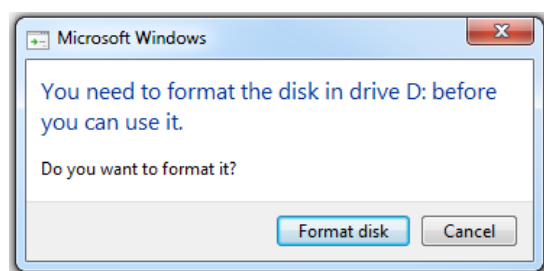 Microsoft Windows
You need to format the disk in drive D: before
you can use it.
Do you want to format it?
Format disk
Cancel